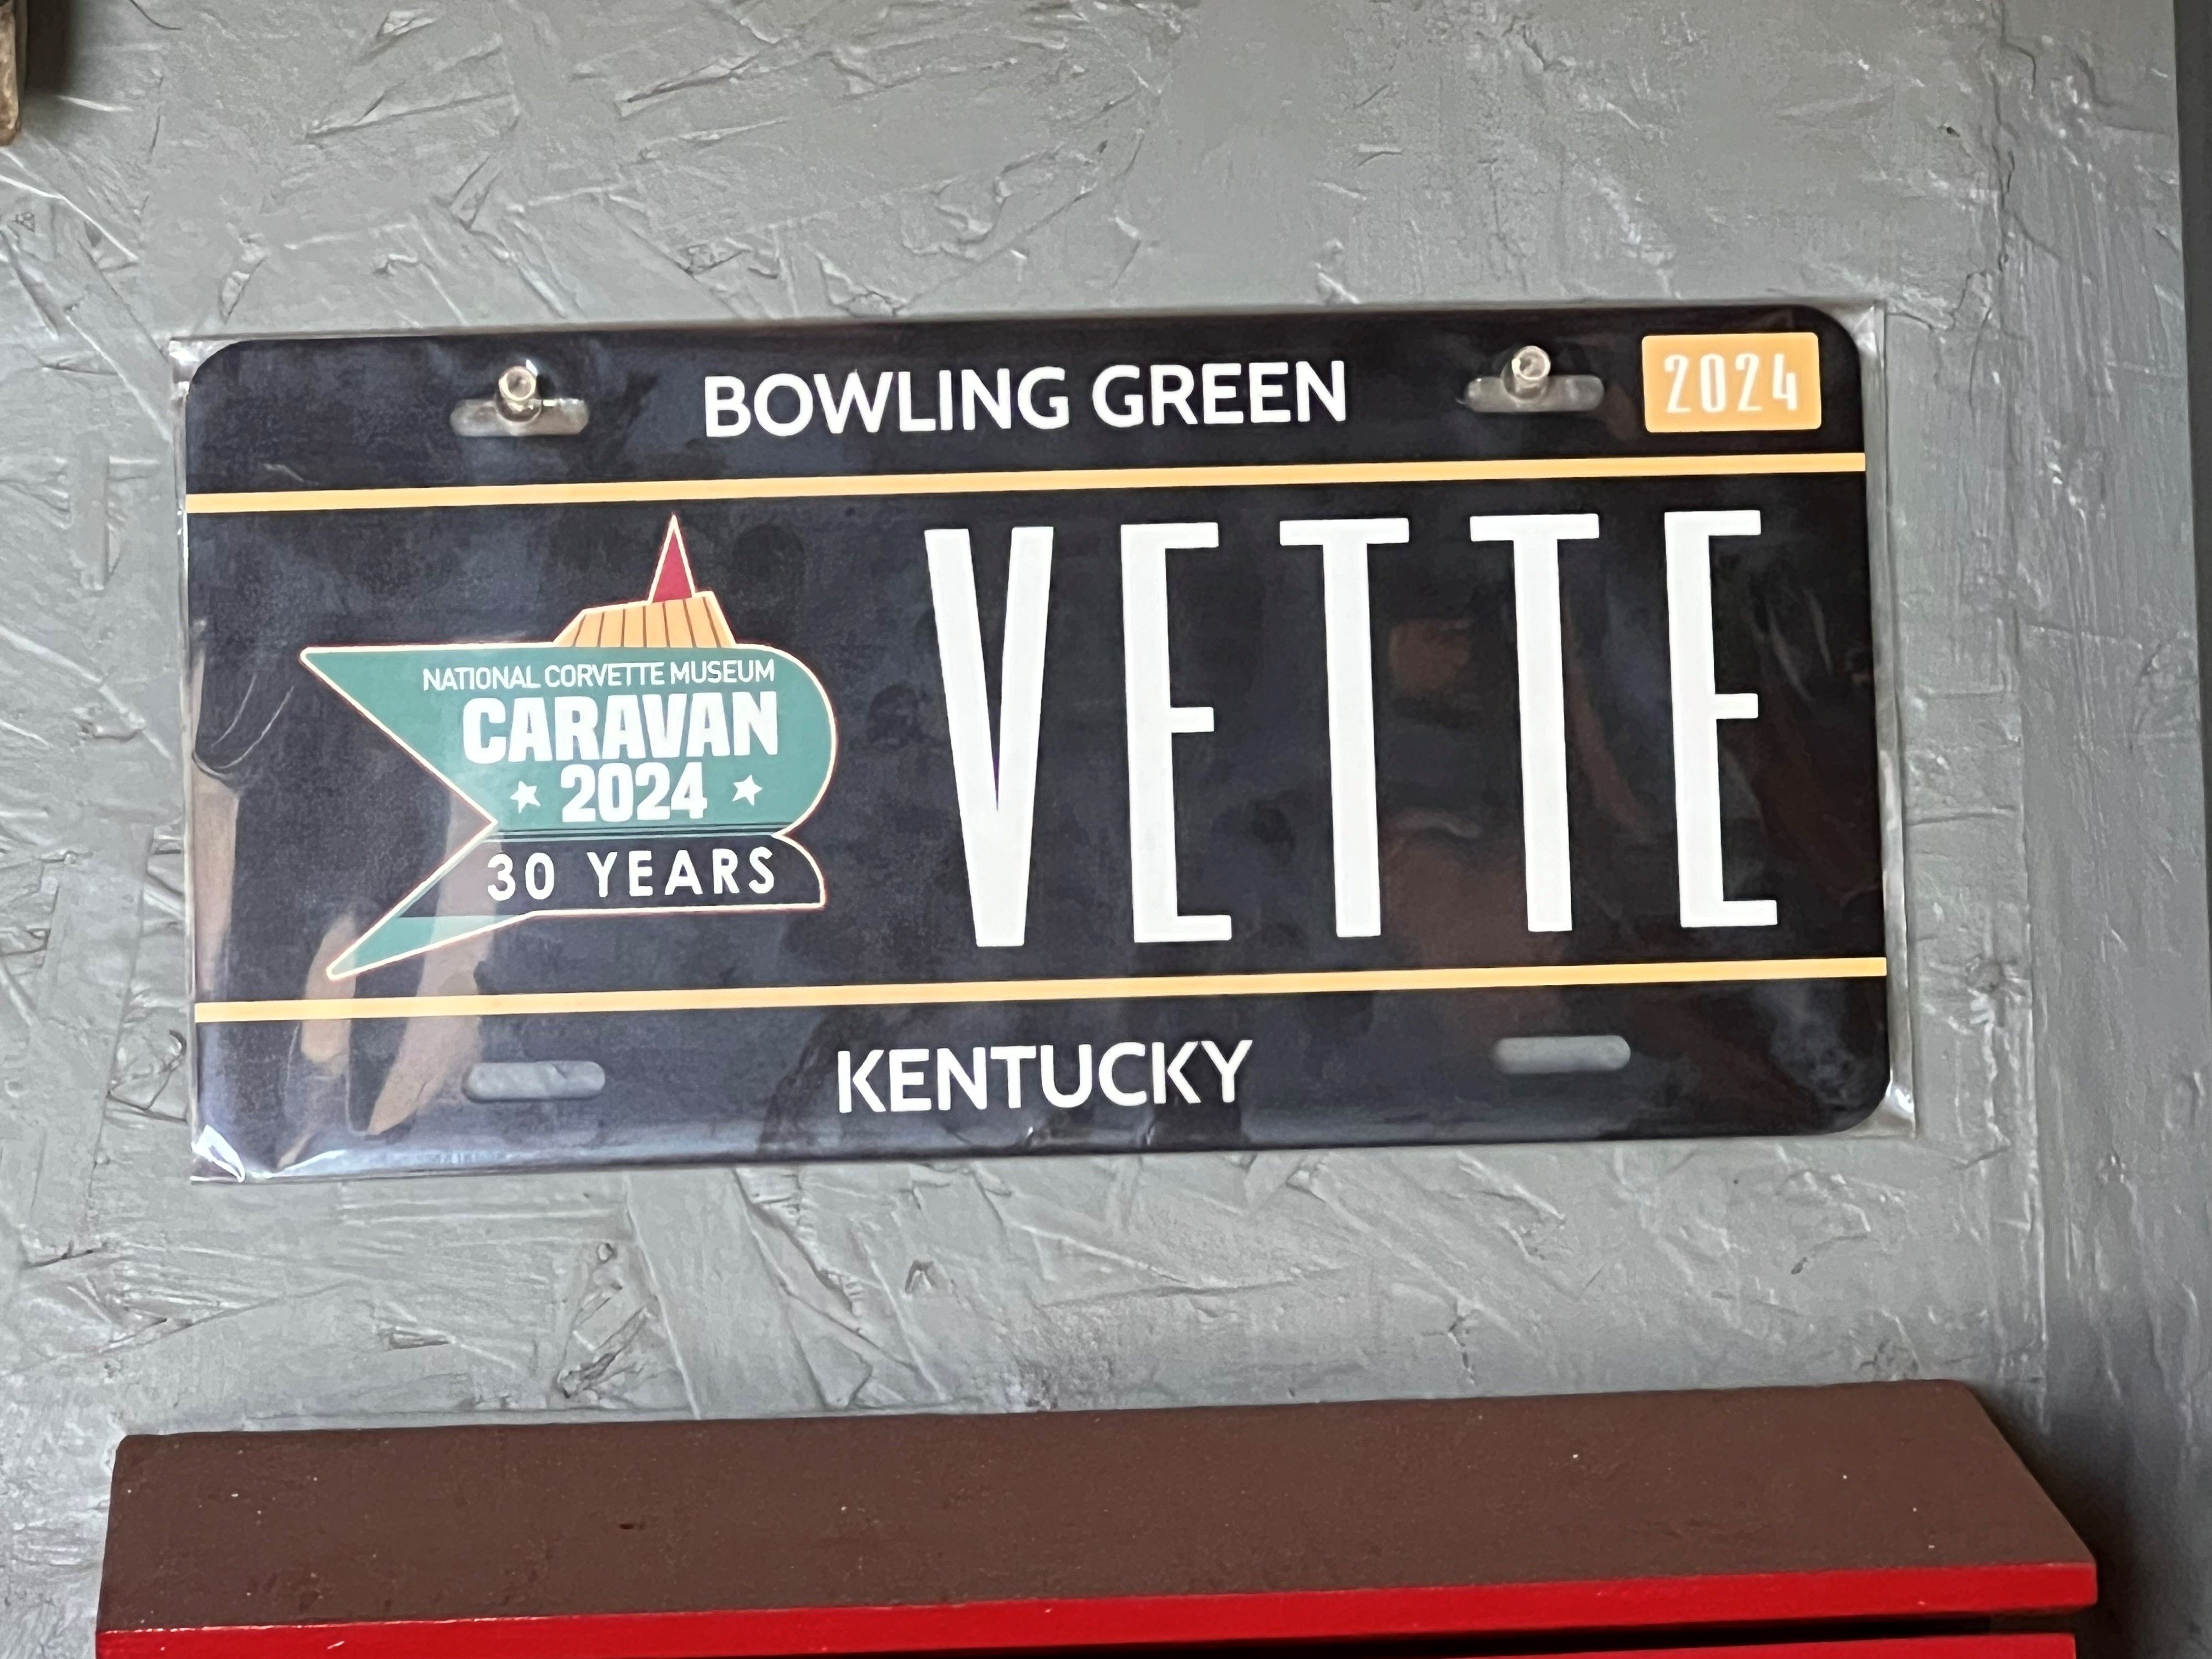 BOWLING GREEN
2024
NATIONAL CORVETTE MUSEUM
CARAVAN
2024
30 YEARS
VETTE
KENTUCKY